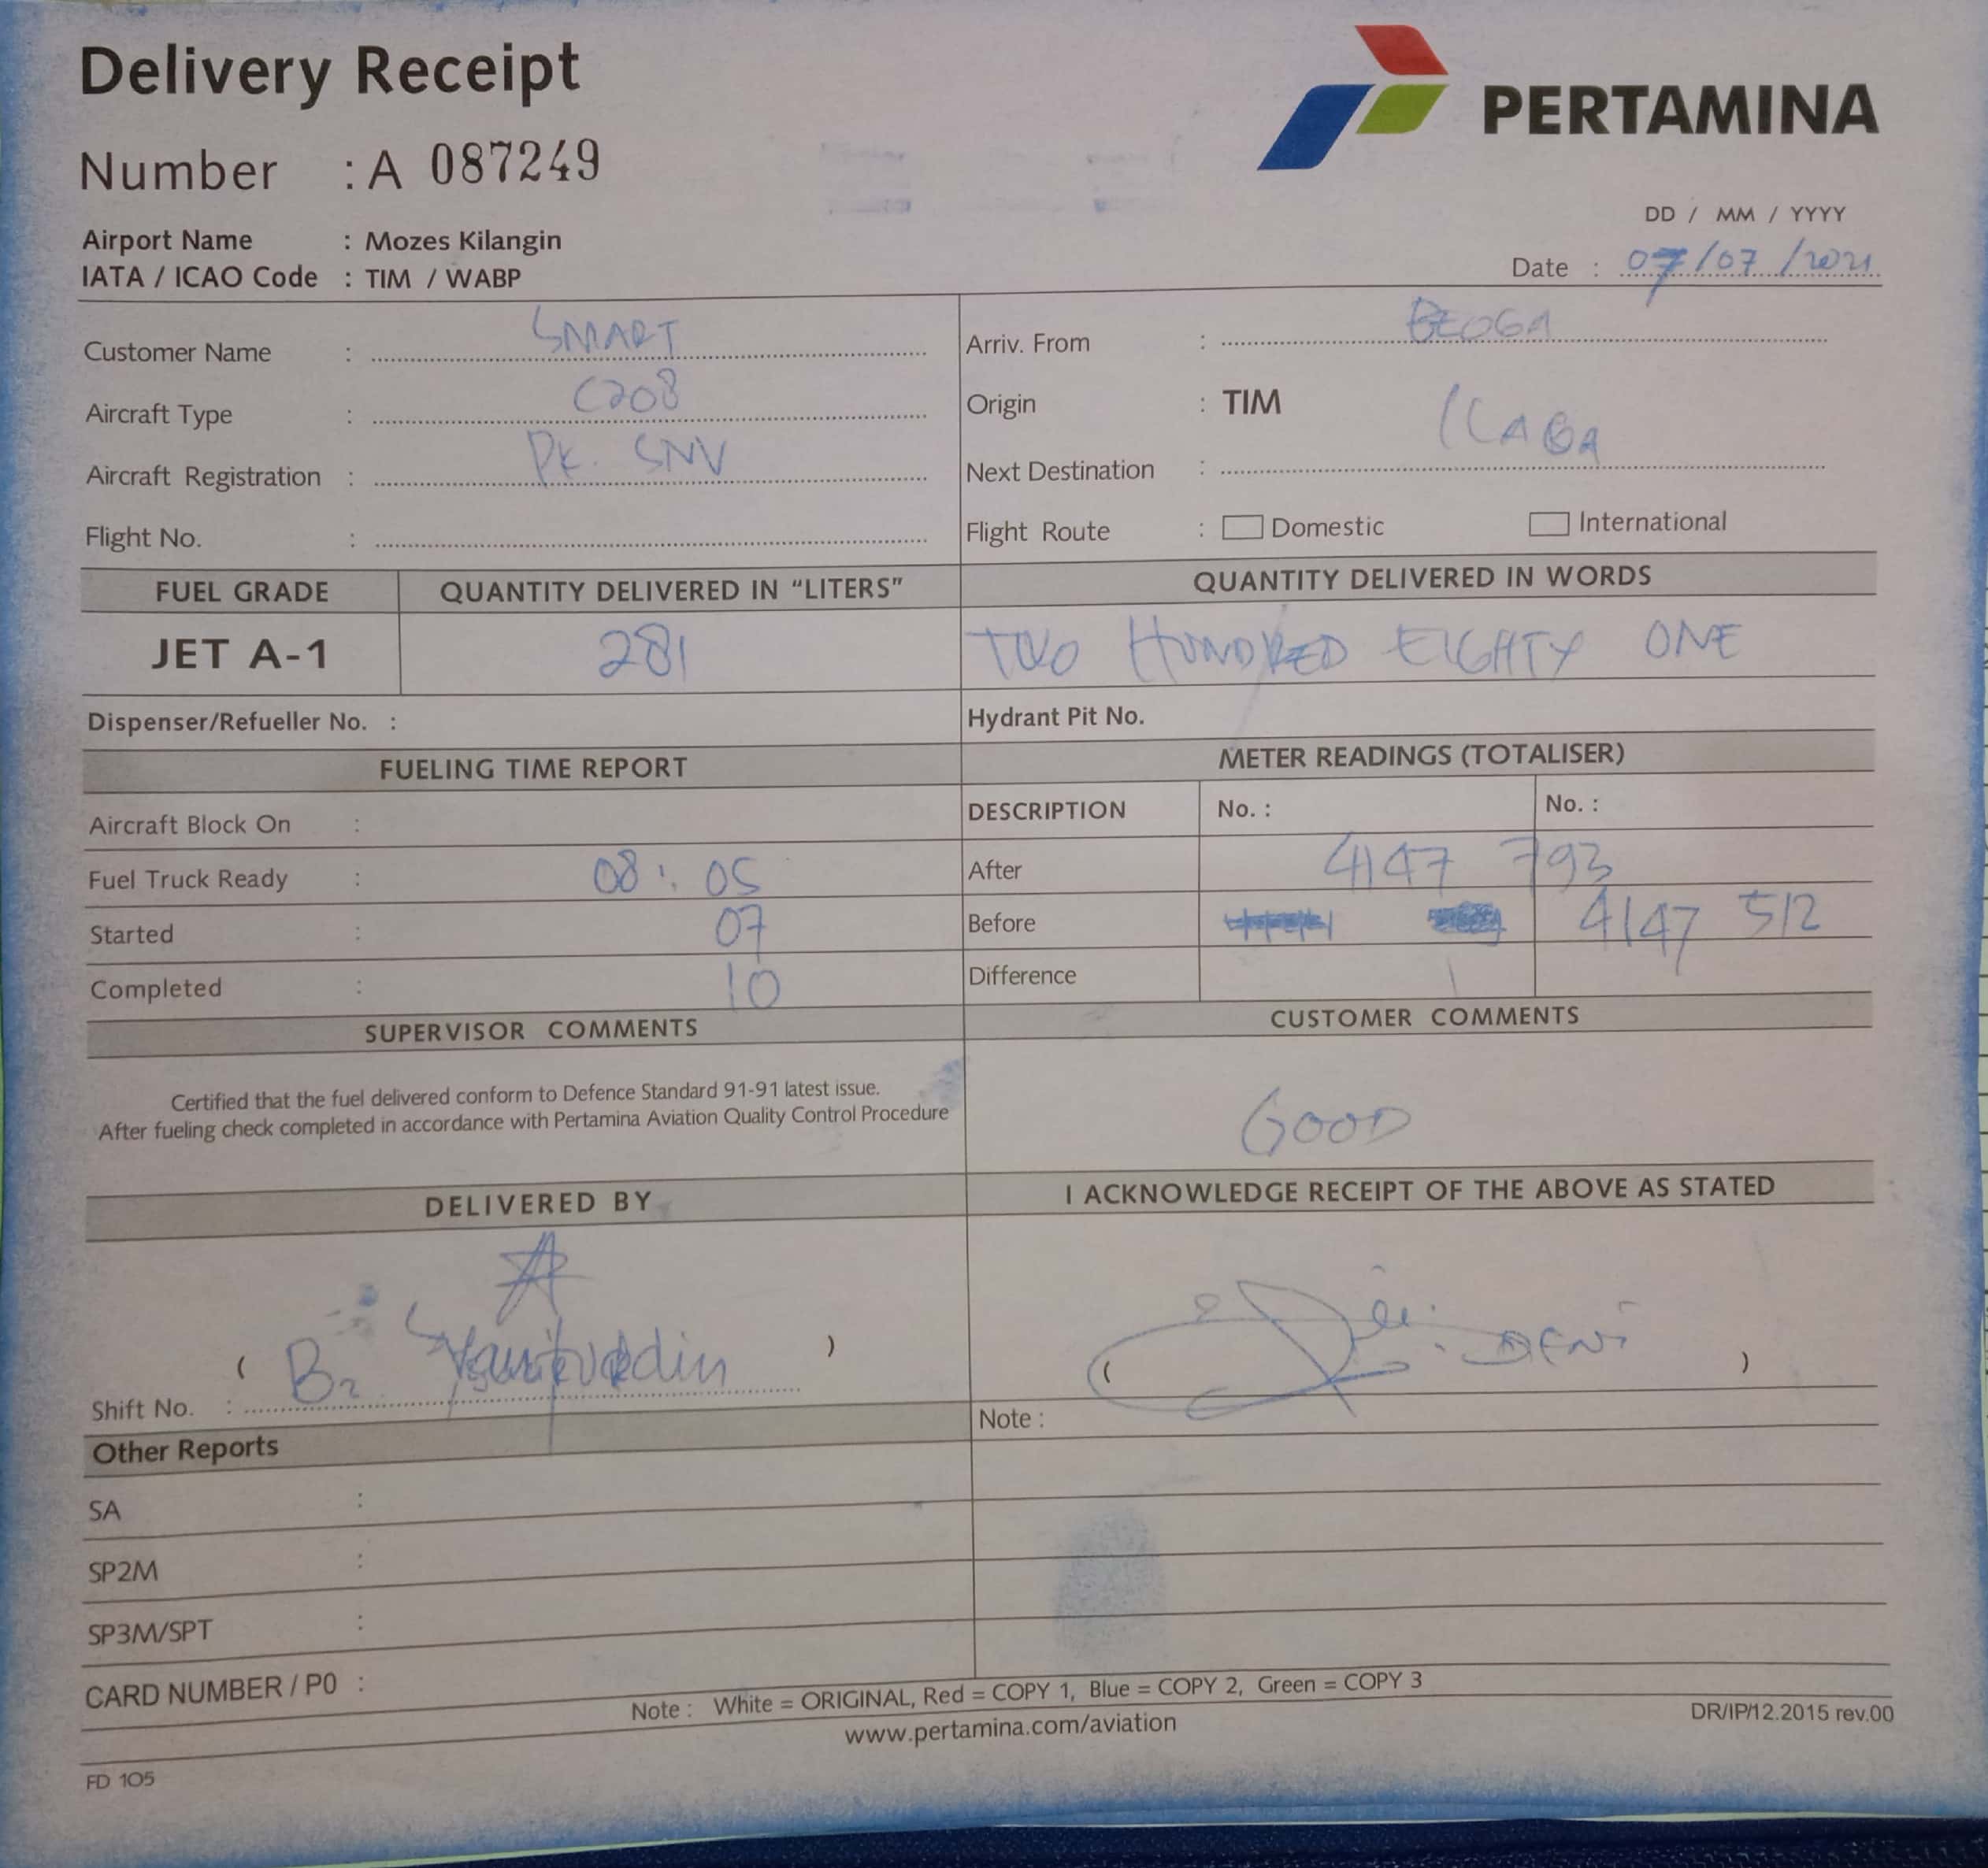 Delivery Receipt
PERTAMINA
Number : A 087249
DD / MM / YYYY
Airport Name : Mozes Kilangin
IATA / ICAO Code : TIM / WABP
Date : 07/07/2021
Customer Name : SMART
Arriv. From : BEOGA
Aircraft Type : C208
Origin : TIM
Aircraft Registration : PK. SNV
Next Destination : ILAGA
Flight No. :
Flight Route : Domestic International
FUEL GRADE QUANTITY DELIVERED IN "LITERS" QUANTITY DELIVERED IN WORDS
JET A-1 281 TWO HUNDRED EIGHTY ONE
Dispenser/Refueller No. : Hydrant Pit No.
FUELING TIME REPORT METER READINGS (TOTALISER)
Aircraft Block On : DESCRIPTION No. : No. :
Fuel Truck Ready : 08 : 05 After 4147 793
Started : 07 Before 4147 512
Completed : 10 Difference
SUPERVISOR COMMENTS CUSTOMER COMMENTS
Certified that the fuel delivered conform to Defence Standard 91-91 latest issue.
After fueling check completed in accordance with Pertamina Aviation Quality Control Procedure
GOOD
DELIVERED BY I ACKNOWLEDGE RECEIPT OF THE ABOVE AS STATED
( B2 ) ( DENI )
Shift No. :
Note :
Other Reports
SA :
SP2M :
SP3M/SPT :
CARD NUMBER / P0 :
Note : White = ORIGINAL, Red = COPY 1, Blue = COPY 2, Green = COPY 3
www.pertamina.com/aviation
DR/IP/12.2015 rev.00
FD 105